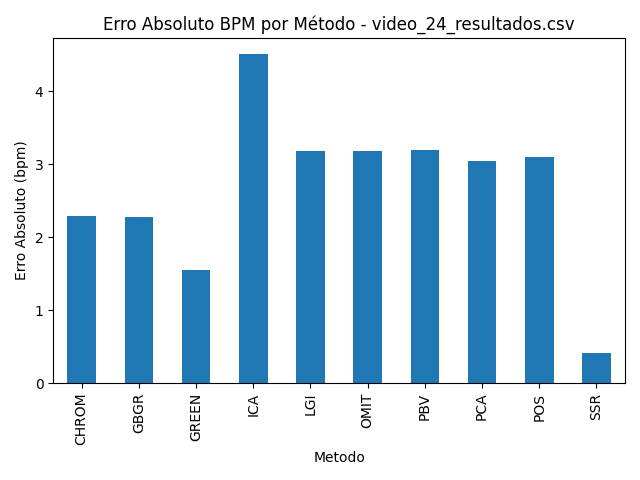 Erro Absoluto BPM por Método - video_24_resultados.csv
Erro Absoluto (bpm)
4
3
2
1
0
CHROM
GBGR
GREEN
ICA
LGI
OMIT
PBV
PCA
POS
SSR
Metodo